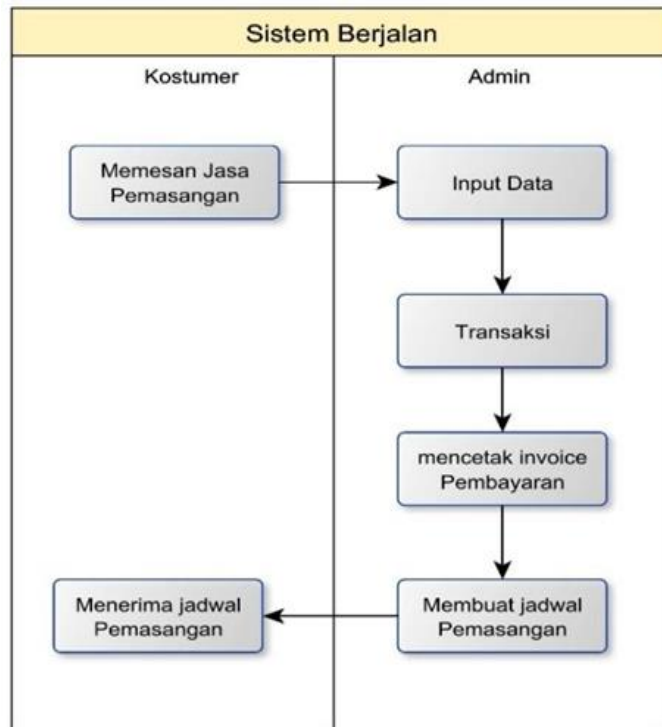 Sistem Berjalan
Kostumer
Admin
Memesan Jasa
Pemasangan
Input Data
Transaksi
mencetak invoice
Pembayaran
Menerima jadwal
Pemasangan
Membuat jadwal
Pemasangan